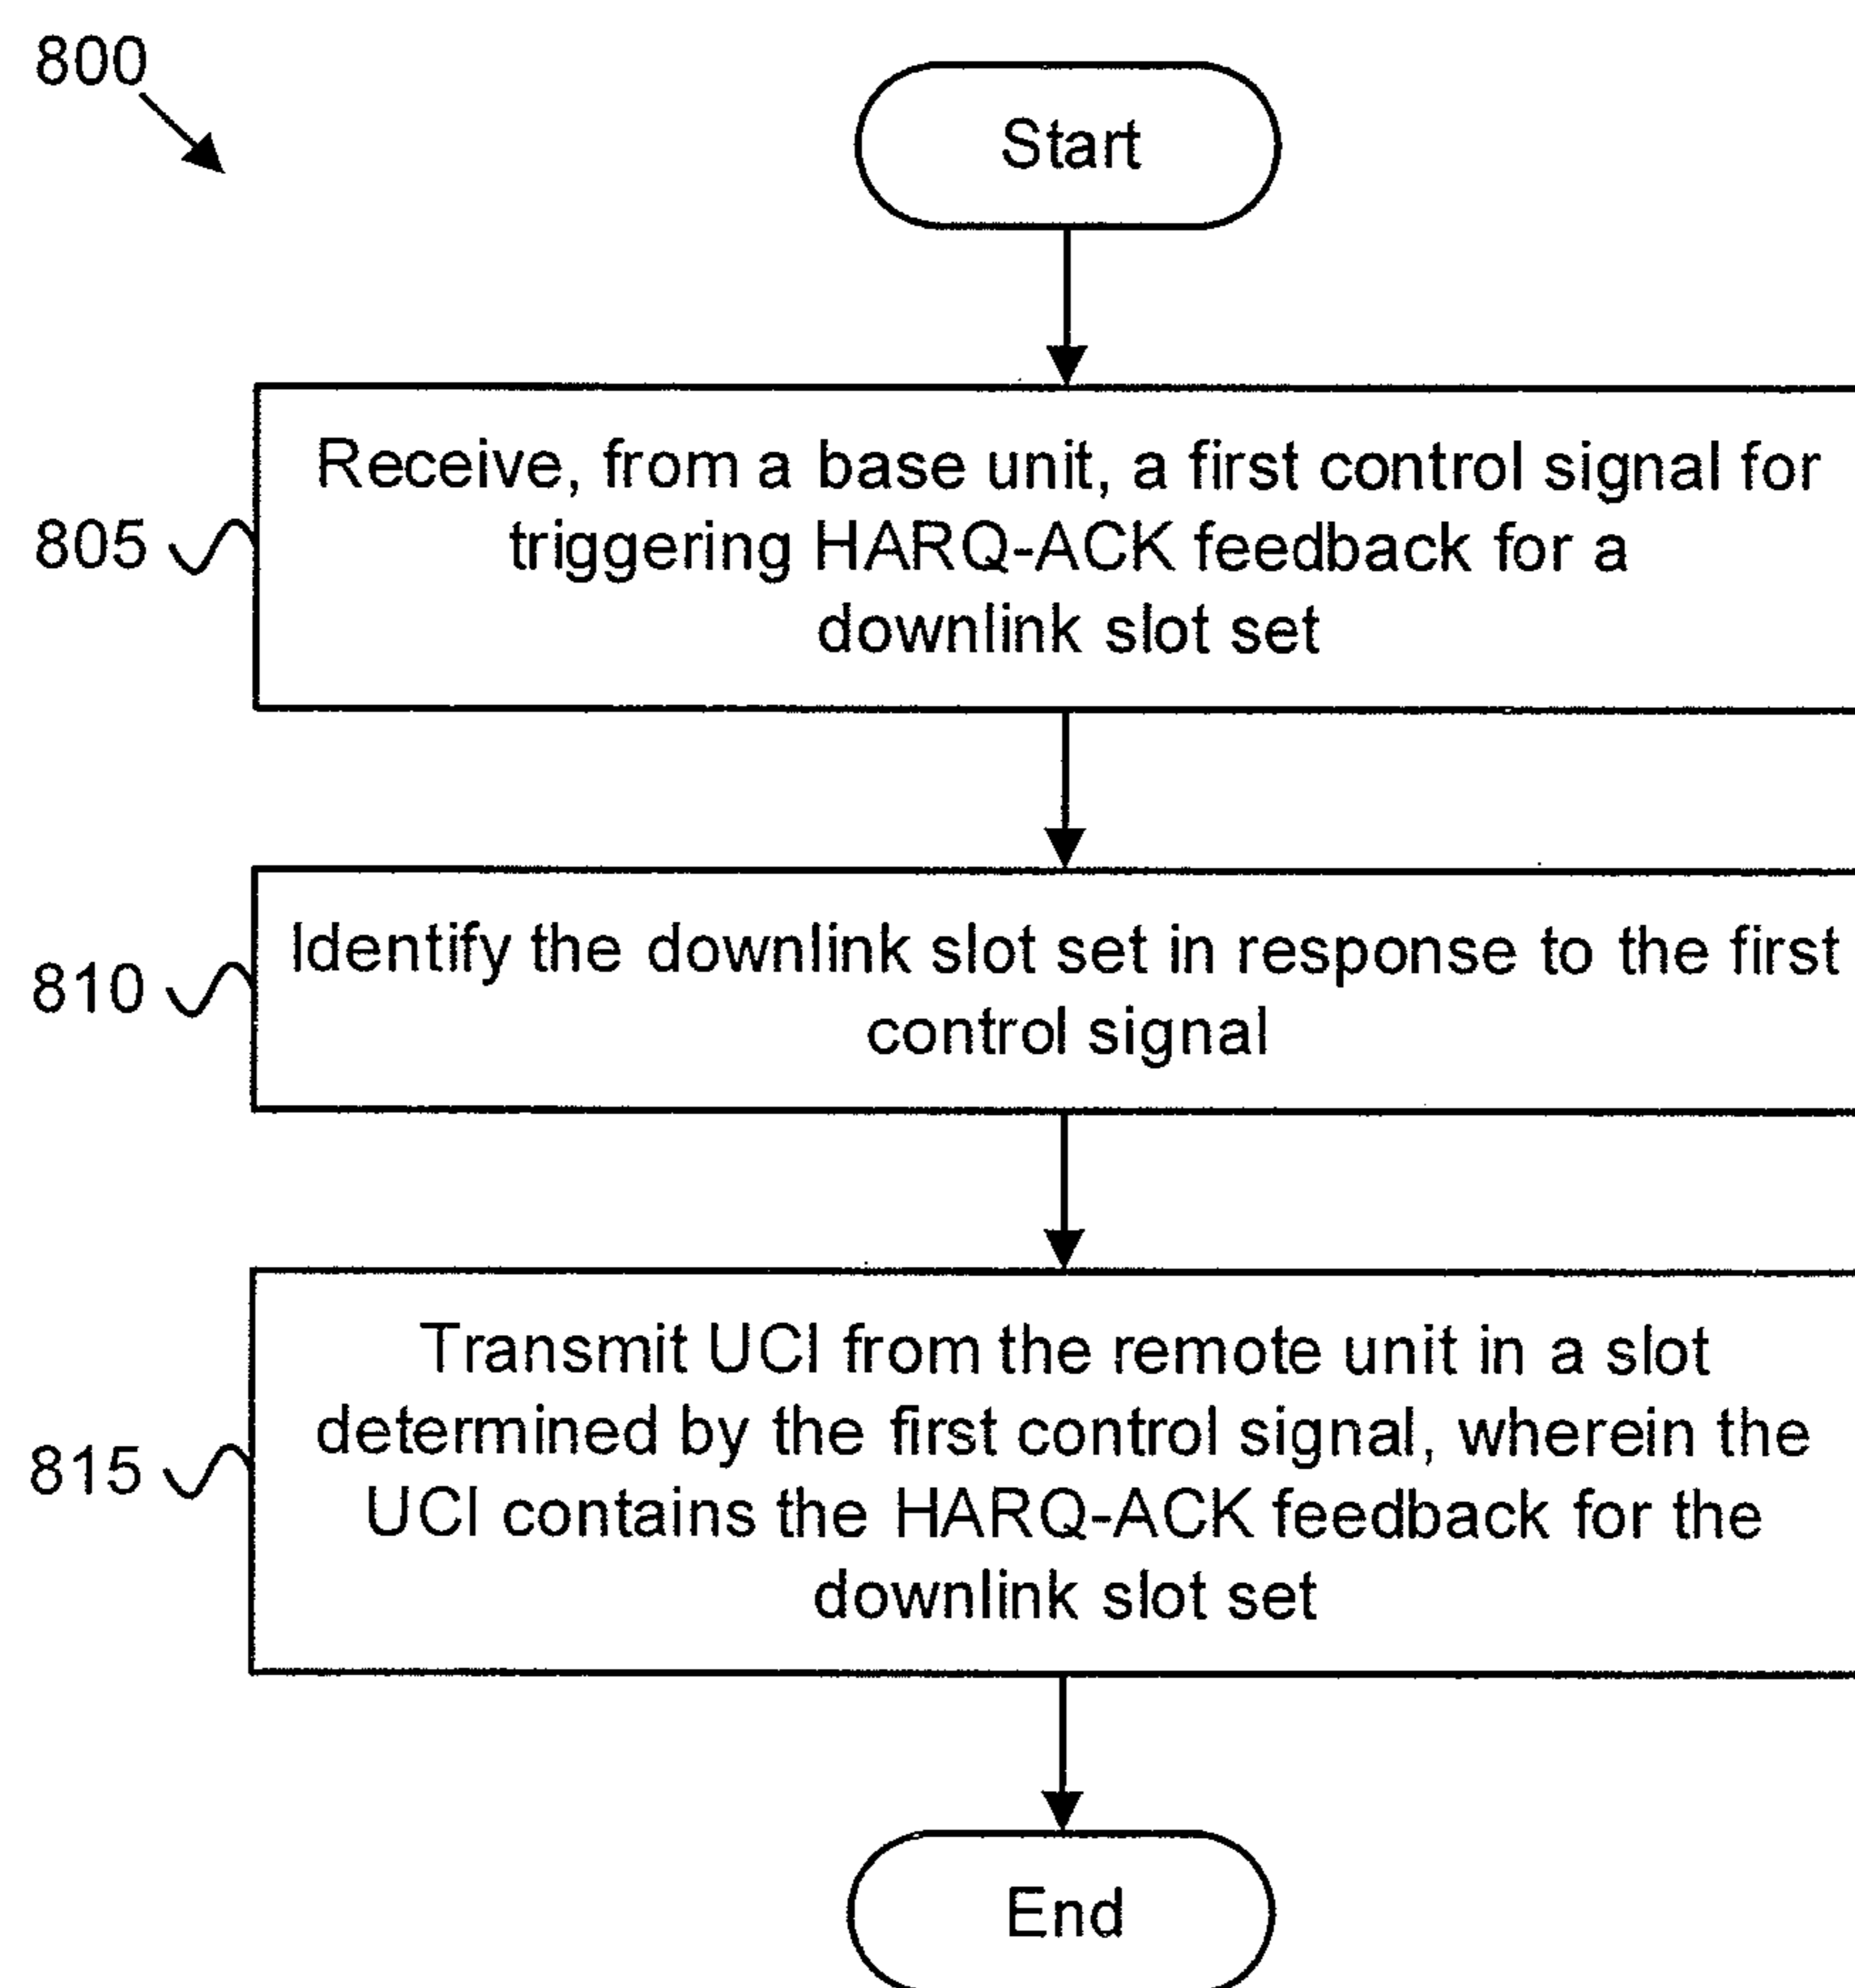 800
Start
805
Receive, from a base unit, a first control signal for
triggering HARQ-ACK feedback for a
downlink slot set
810
Identify the downlink slot set in response to the first
control signal
815
Transmit UCI from the remote unit in a slot
determined by the first control signal, wherein the
UCI contains the HARQ-ACK feedback for the
downlink slot set
End